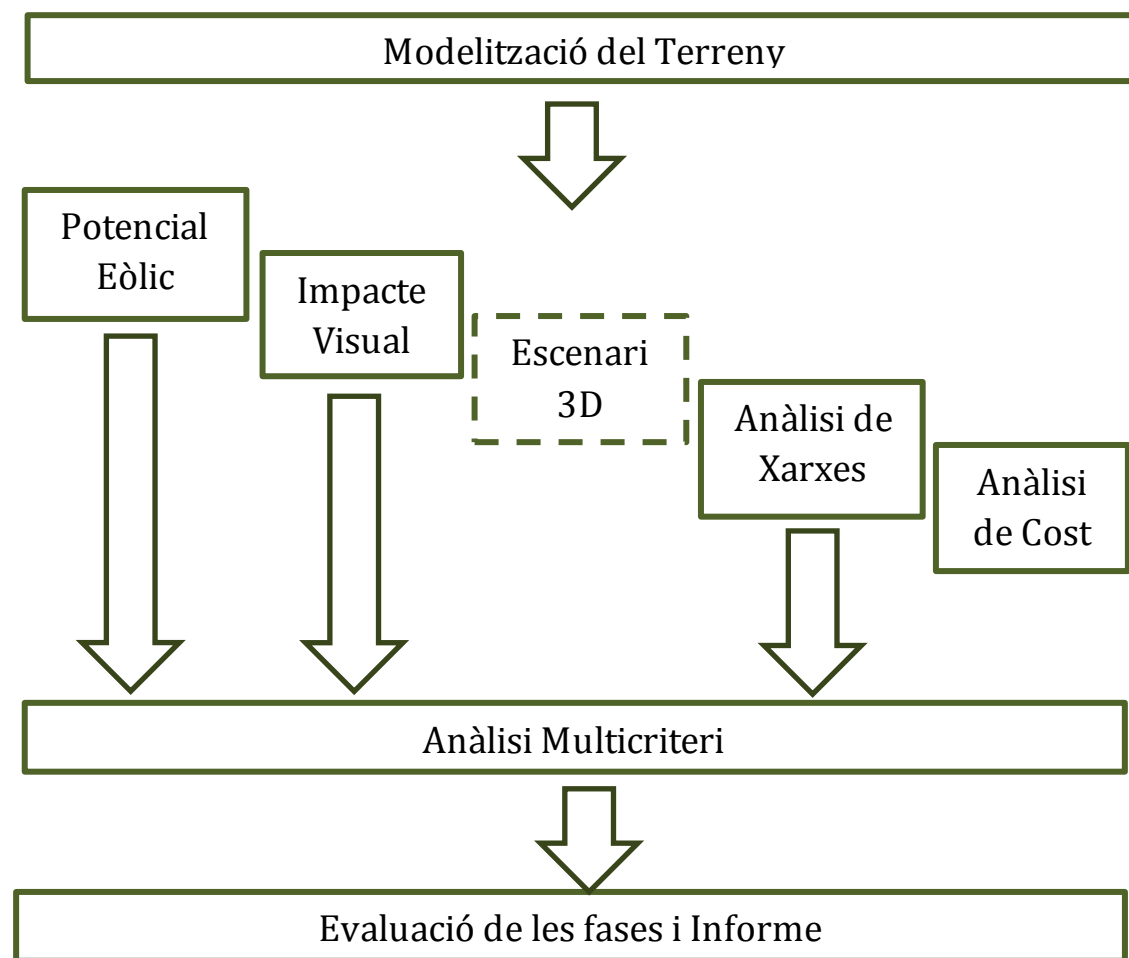 Modelització del Terreny
Potencial
Eòlic
Impacte
Visual
Escenari
3D
Anàlisi de
Xarxes
Anàlisi
de Cost
Anàlisi Multicriteri
Evaluació de les fases i Informe